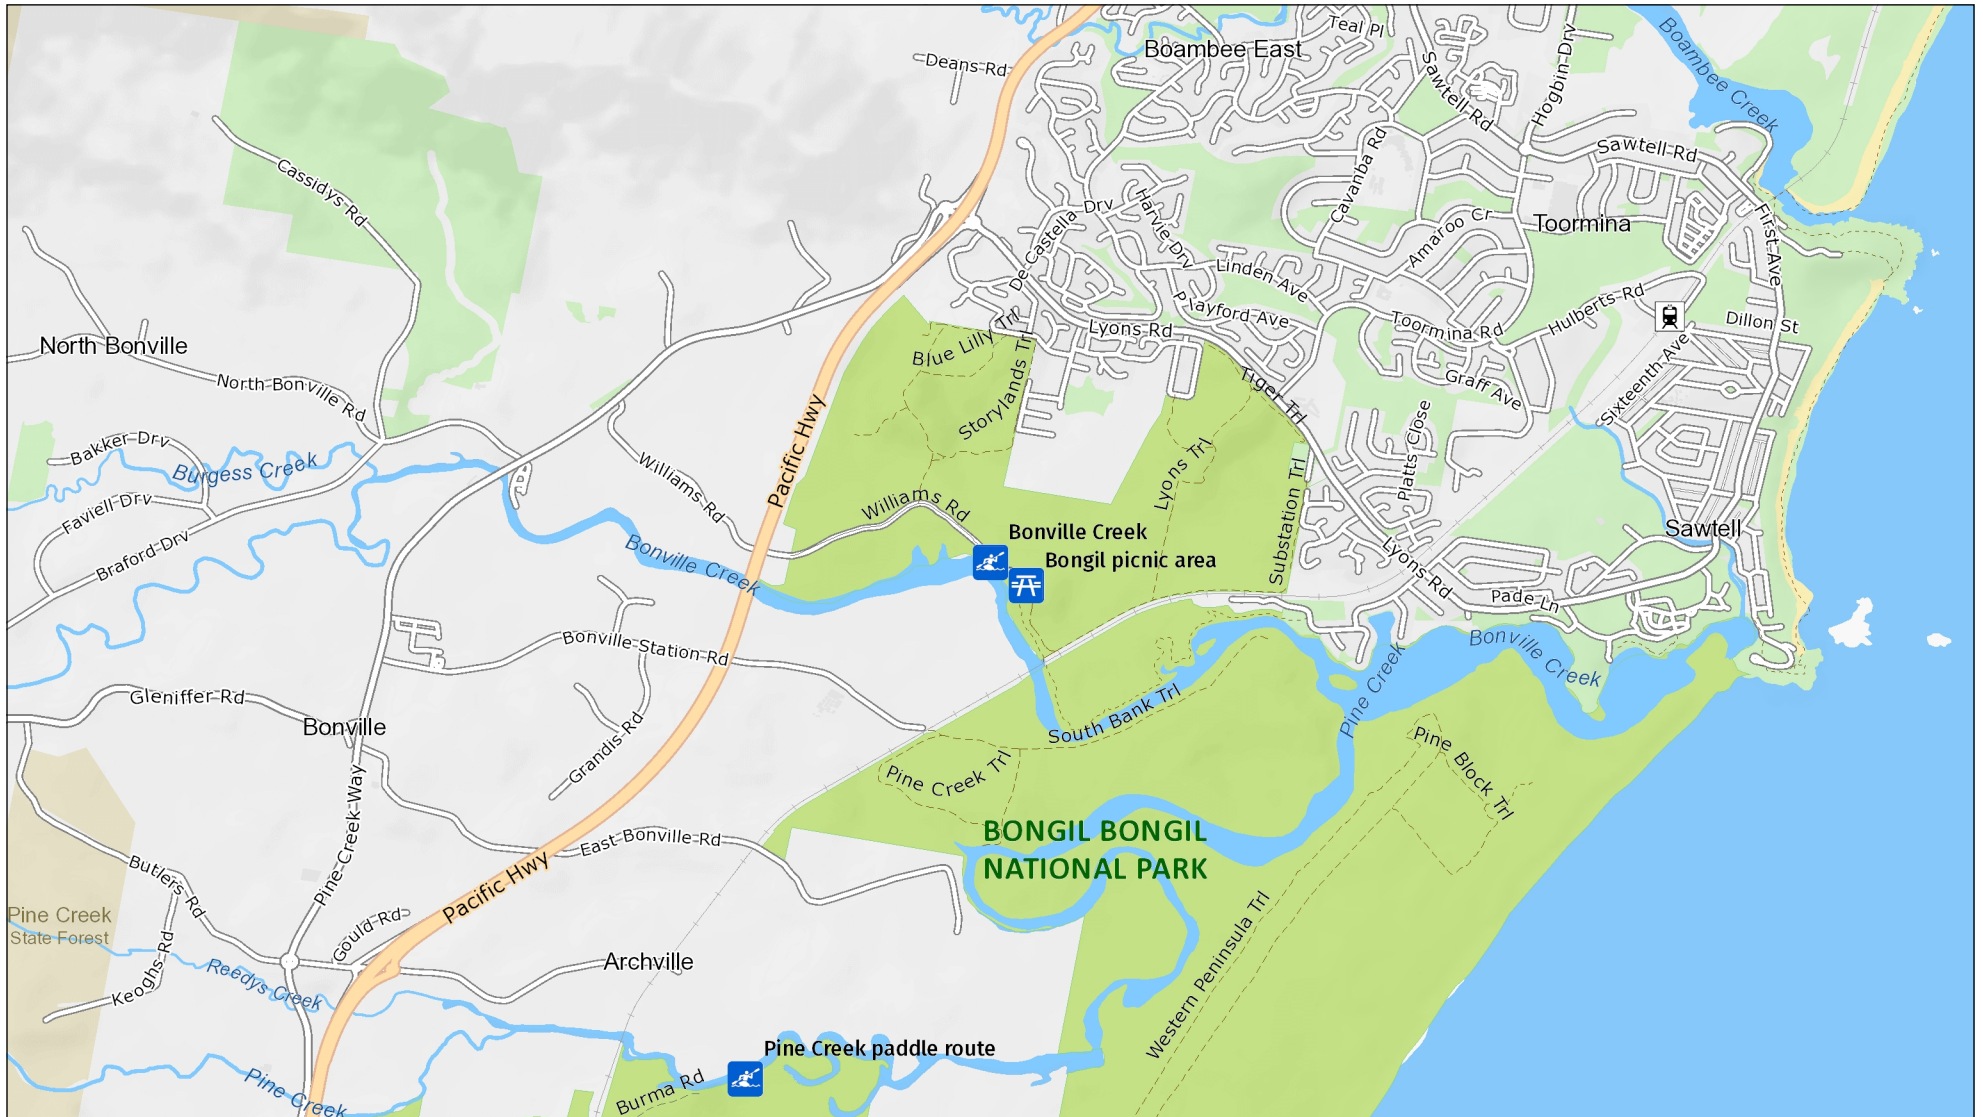 Teal Pl
Boambee East
Deans Rd
Sawtell Rd
Hogbin Drv
Boambee Creek
Sawtell Rd
Cassidys Rd
Cavanba Rd
Harvie Drv
De Castella Drv
Amaroo Cr
Toormina
First Ave
Linden Ave
Playford Ave
Hulberts Rd
Toormina Rd
Dillon St
Lyons Rd
Blue Lilly Trl
Storylands Trl
North Bonville
North Bonville Rd
Sixteenth Ave
Graff Ave
Tiger Trl
Pacific Hwy
Bakker Drv
Burgess Creek
Williams Rd
Lyons Trl
Platts Close
Substation Trl
Faviell Drv
Williams Rd
Braford Drv
Bonville Creek
Bonville Creek
Bongil picnic area
Sawtell
Lyons Rd
Pade Ln
Bonville Station Rd
Bonville Creek
Pine Creek
Gleniffer Rd
Bonville
Grandis Rd
South Bank Trl
Pine Creek Trl
Pine Block Trl
Pine Creek Way
East Bonville Rd
BONGIL BONGIL
NATIONAL PARK
Butlers Rd
Pacific Hwy
Pine Creek
State Forest
Gould Rd
Keoghs Rd
Reedys Creek
Archville
Western Peninsula Trl
Pine Creek paddle route
Burma Rd
Pine Creek